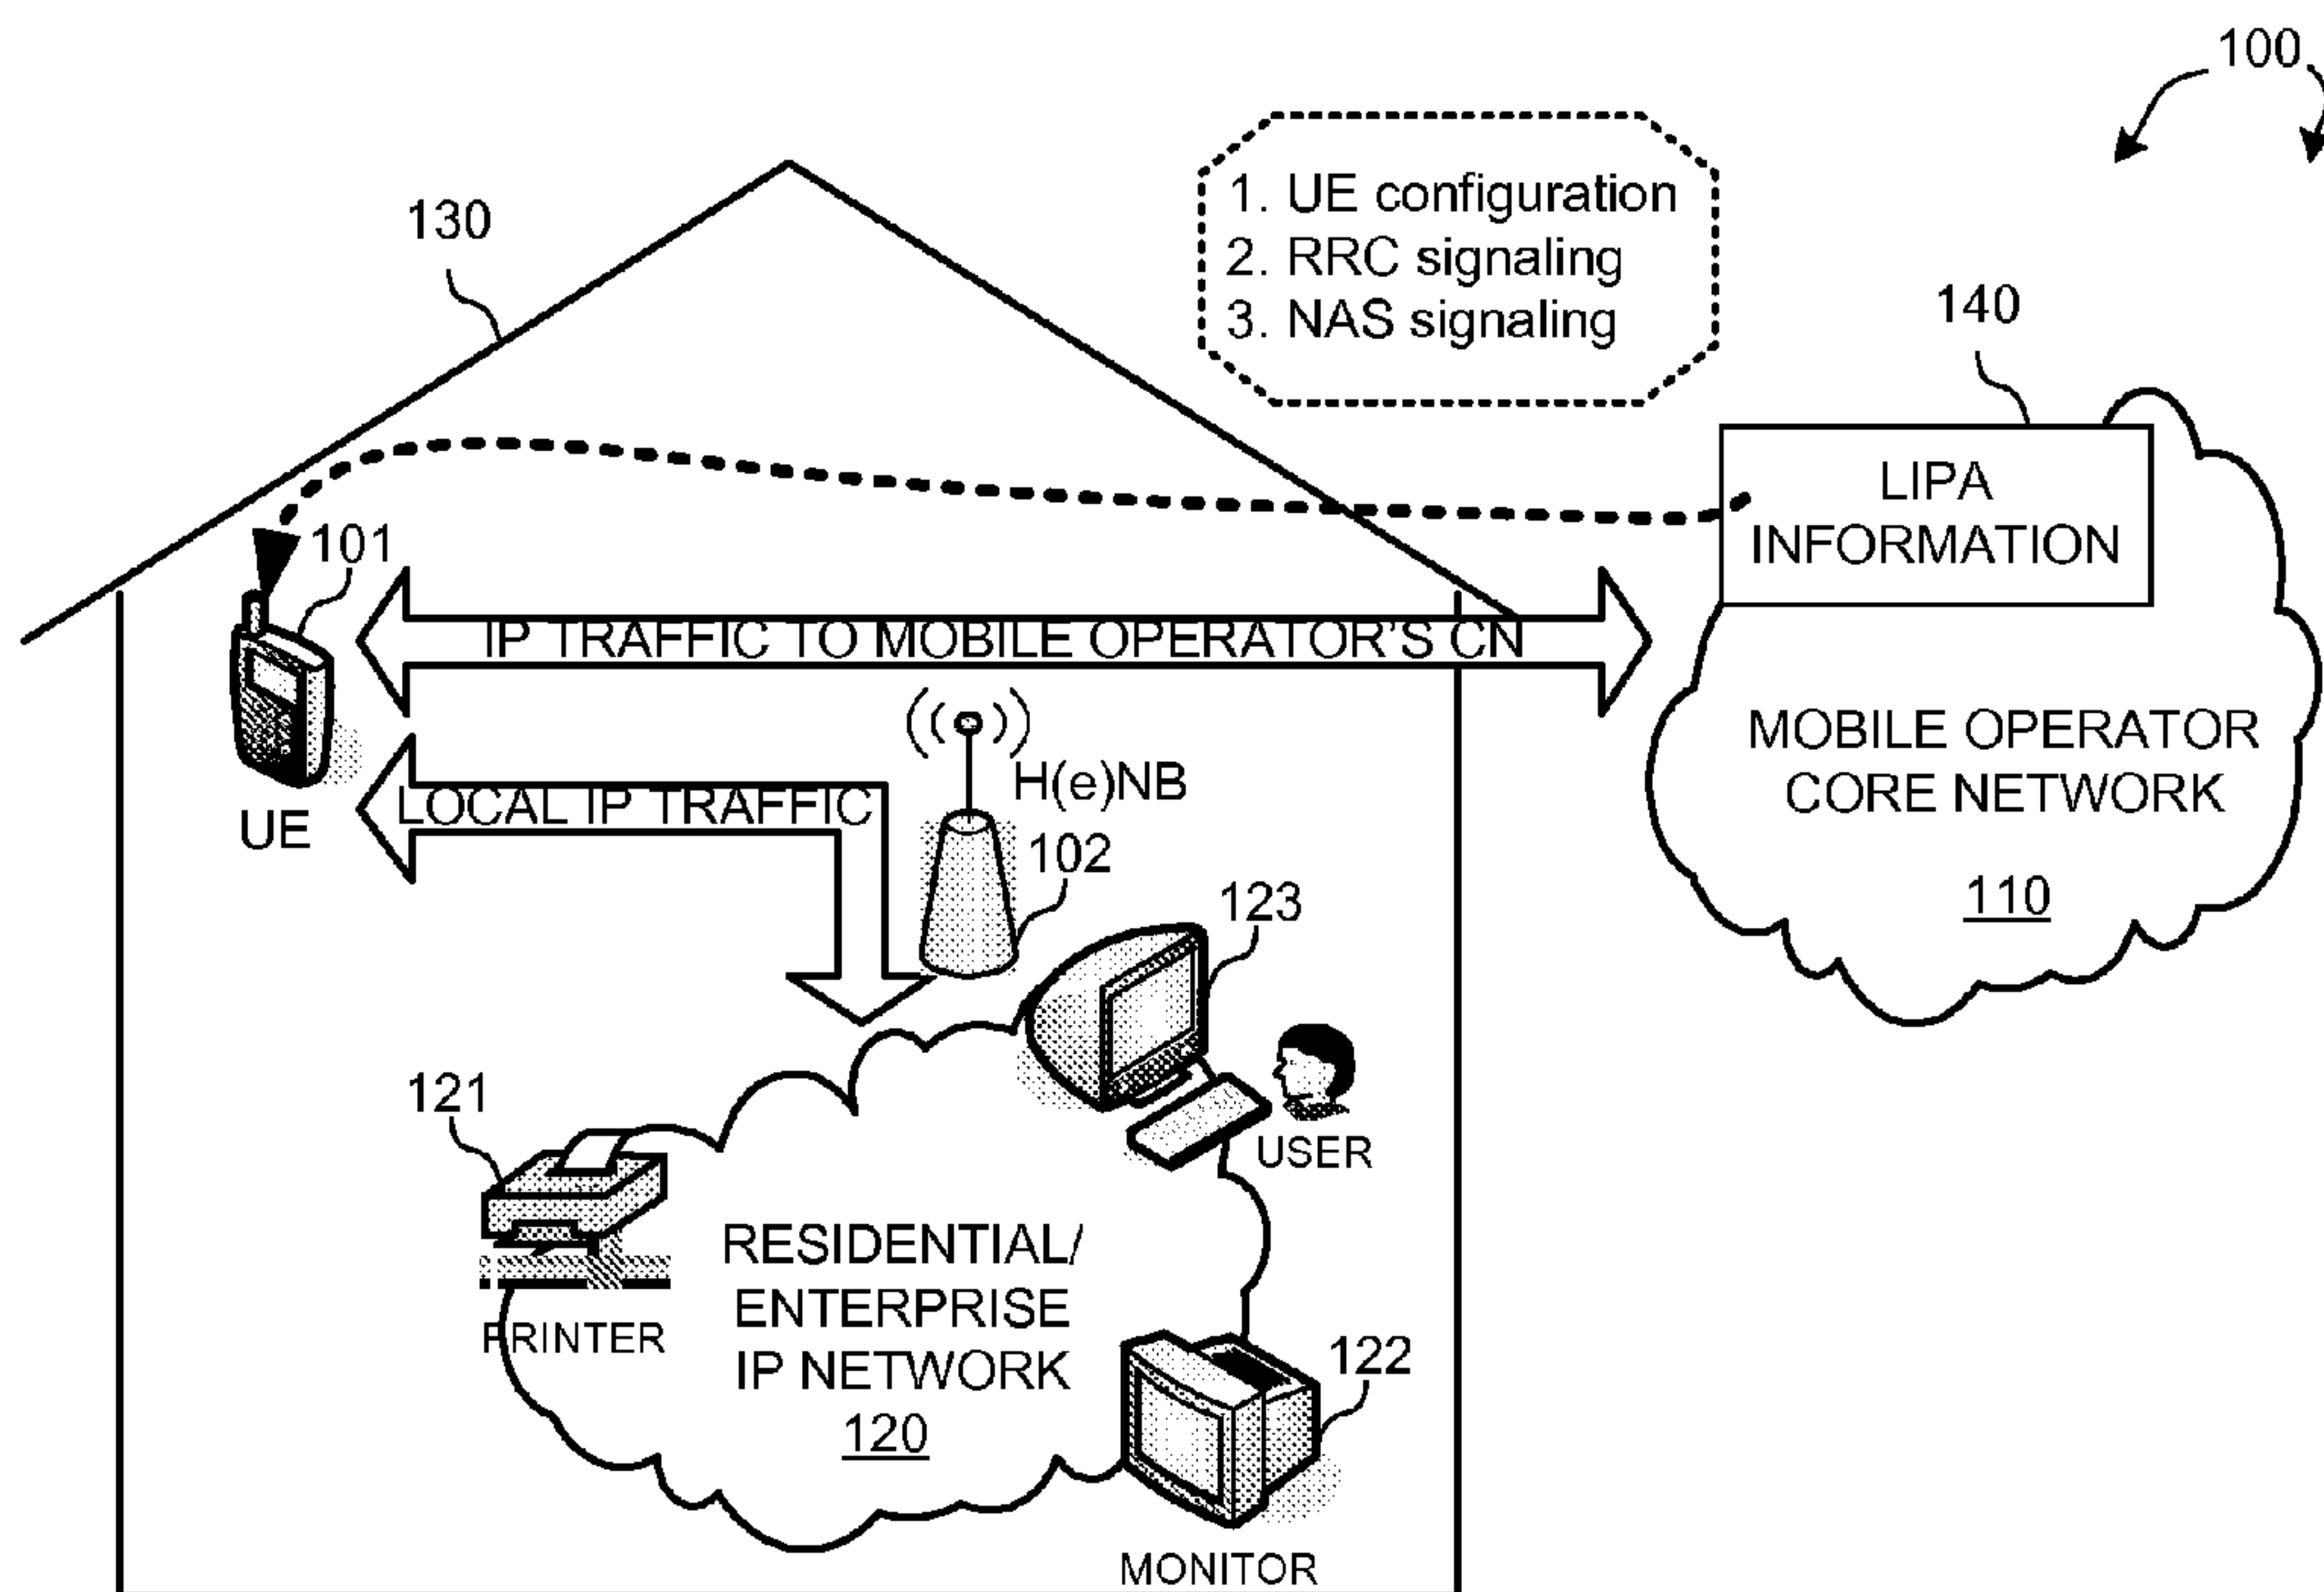 100
130
1. UE configuration
2. RRC signaling
3. NAS signaling
140
LIPA
INFORMATION
101
IP TRAFFIC TO MOBILE OPERATOR'S CN
UE
LOCAL IP TRAFFIC
H(e)NB
102
MOBILE OPERATOR
CORE NETWORK
110
123
USER
121
PRINTER
RESIDENTIAL/
ENTERPRISE
IP NETWORK
120
122
MONITOR